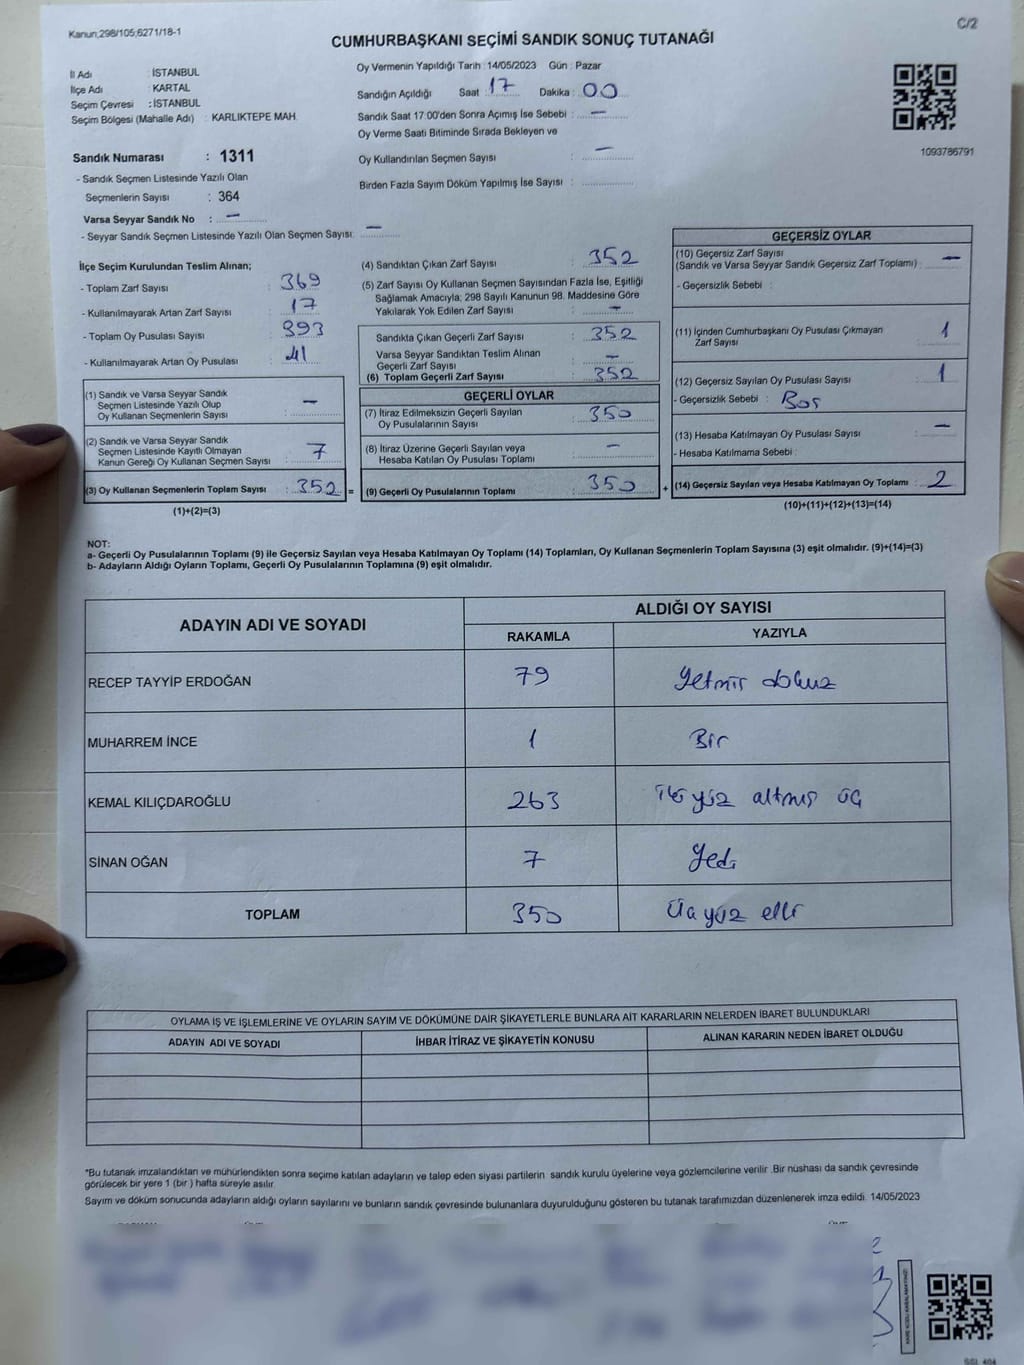 Kanun;298/105;6271/18-1
C/2
CUMHURBAŞKANI SEÇİMİ SANDIK SONUÇ TUTANAĞI
İl Adı : İSTANBUL
İlçe Adı : KARTAL
Seçim Çevresi : İSTANBUL
Seçim Bölgesi (Mahalle Adı) : KARLIKTEPE MAH.
Sandık Numarası : 1311
- Sandık Seçmen Listesinde Yazılı Olan
Seçmenlerin Sayısı : 364
Varsa Seyyar Sandık No : —
- Seyyar Sandık Seçmen Listesinde Yazılı Olan Seçmen Sayısı: —
Oy Vermenin Yapıldığı Tarih : 14/05/2023 Gün : Pazar
Sandığın Açıldığı Saat : 17 Dakika : 00
Sandık Saat 17:00'den Sonra Açımış İse Sebebi : —
Oy Verme Saati Bitiminde Sırada Bekleyen ve
Oy Kullandırılan Seçmen Sayısı : —
Birden Fazla Sayım Döküm Yapılmış İse Sayısı :
1093786791
İlçe Seçim Kurulundan Teslim Alınan;
- Toplam Zarf Sayısı : 369
- Kullanılmayarak Artan Zarf Sayısı : 17
- Toplam Oy Pusulası Sayısı : 393
- Kullanılmayarak Artan Oy Pusulası : 41
(1) Sandık ve Varsa Seyyar Sandık
Seçmen Listesinde Yazılı Olup
Oy Kullanan Seçmenlerin Sayısı : —
(2) Sandık ve Varsa Seyyar Sandık
Seçmen Listesinde Kayıtlı Olmayan
Kanun Gereği Oy Kullanan Seçmen Sayısı : 7
(3) Oy Kullanan Seçmenlerin Toplam Sayısı : 352 =
(1)+(2)=(3)
(4) Sandıktan Çıkan Zarf Sayısı : 352
(5) Zarf Sayısı Oy Kullanan Seçmen Sayısından Fazla İse, Eşitliği
Sağlamak Amacıyla; 298 Sayılı Kanunun 98. Maddesine Göre
Yakılarak Yok Edilen Zarf Sayısı : —
Sandıkta Çıkan Geçerli Zarf Sayısı : 352
Varsa Seyyar Sandıktan Teslim Alınan
Geçerli Zarf Sayısı : —
(6) Toplam Geçerli Zarf Sayısı : 352
GEÇERLİ OYLAR
(7) İtiraz Edilmeksizin Geçerli Sayılan
Oy Pusulalarının Sayısı : 350
(8) İtiraz Üzerine Geçerli Sayılan veya
Hesaba Katılan Oy Pusulası Toplamı : —
(9) Geçerli Oy Pusulalarının Toplamı : 350 +
GEÇERSİZ OYLAR
(10) Geçersiz Zarf Sayısı
(Sandık ve Varsa Seyyar Sandık Geçersiz Zarf Toplamı) : —
- Geçersizlik Sebebi :
(11) İçinden Cumhurbaşkanı Oy Pusulası Çıkmayan
Zarf Sayısı : 1
(12) Geçersiz Sayılan Oy Pusulası Sayısı : 1
- Geçersizlik Sebebi : Boş
(13) Hesaba Katılmayan Oy Pusulası Sayısı : —
- Hesaba Katılmama Sebebi :
(14) Geçersiz Sayılan veya Hesaba Katılmayan Oy Toplamı : 2
(10)+(11)+(12)+(13)=(14)
NOT:
a- Geçerli Oy Pusulalarının Toplamı (9) ile Geçersiz Sayılan veya Hesaba Katılmayan Oy Toplamı (14) Toplamları, Oy Kullanan Seçmenlerin Toplam Sayısına (3) eşit olmalıdır. (9)+(14)=(3)
b- Adayların Aldığı Oyların Toplamı, Geçerli Oy Pusulalarının Toplamına (9) eşit olmalıdır.
ADAYIN ADI VE SOYADI ALDIĞI OY SAYISI
RAKAMLA YAZIYLA
RECEP TAYYİP ERDOĞAN 79 Yetmiş dokuz
MUHARREM İNCE 1 Bir
KEMAL KILIÇDAROĞLU 263 İki yüz altmış üç
SİNAN OĞAN 7 Yedi
TOPLAM 350 Üç yüz elli
OYLAMA İŞ VE İŞLEMLERİNE VE OYLARIN SAYIM VE DÖKÜMÜNE DAİR ŞİKAYETLERLE BUNLARA AİT KARARLARIN NELERDEN İBARET BULUNDUKLARI
ADAYIN ADI VE SOYADI İHBAR İTİRAZ VE ŞİKAYETİN KONUSU ALINAN KARARIN NEDEN İBARET OLDUĞU
*Bu tutanak imzalandıktan ve mühürlendikten sonra seçime katılan adayların ve talep eden siyasi partilerin sandık kurulu üyelerine veya gözlemcilerine verilir .Bir nüshası da sandık çevresinde
görülecek bir yere 1 (bir ) hafta süreyle asılır.
Sayım ve döküm sonucunda adayların aldığı oyların sayılarını ve bunların sandık çevresinde bulunanlara duyurulduğunu gösteren bu tutanak tarafımızdan düzenlenerek imza edildi. 14/05/2023
KARE KODU KARALAMAYINIZ!